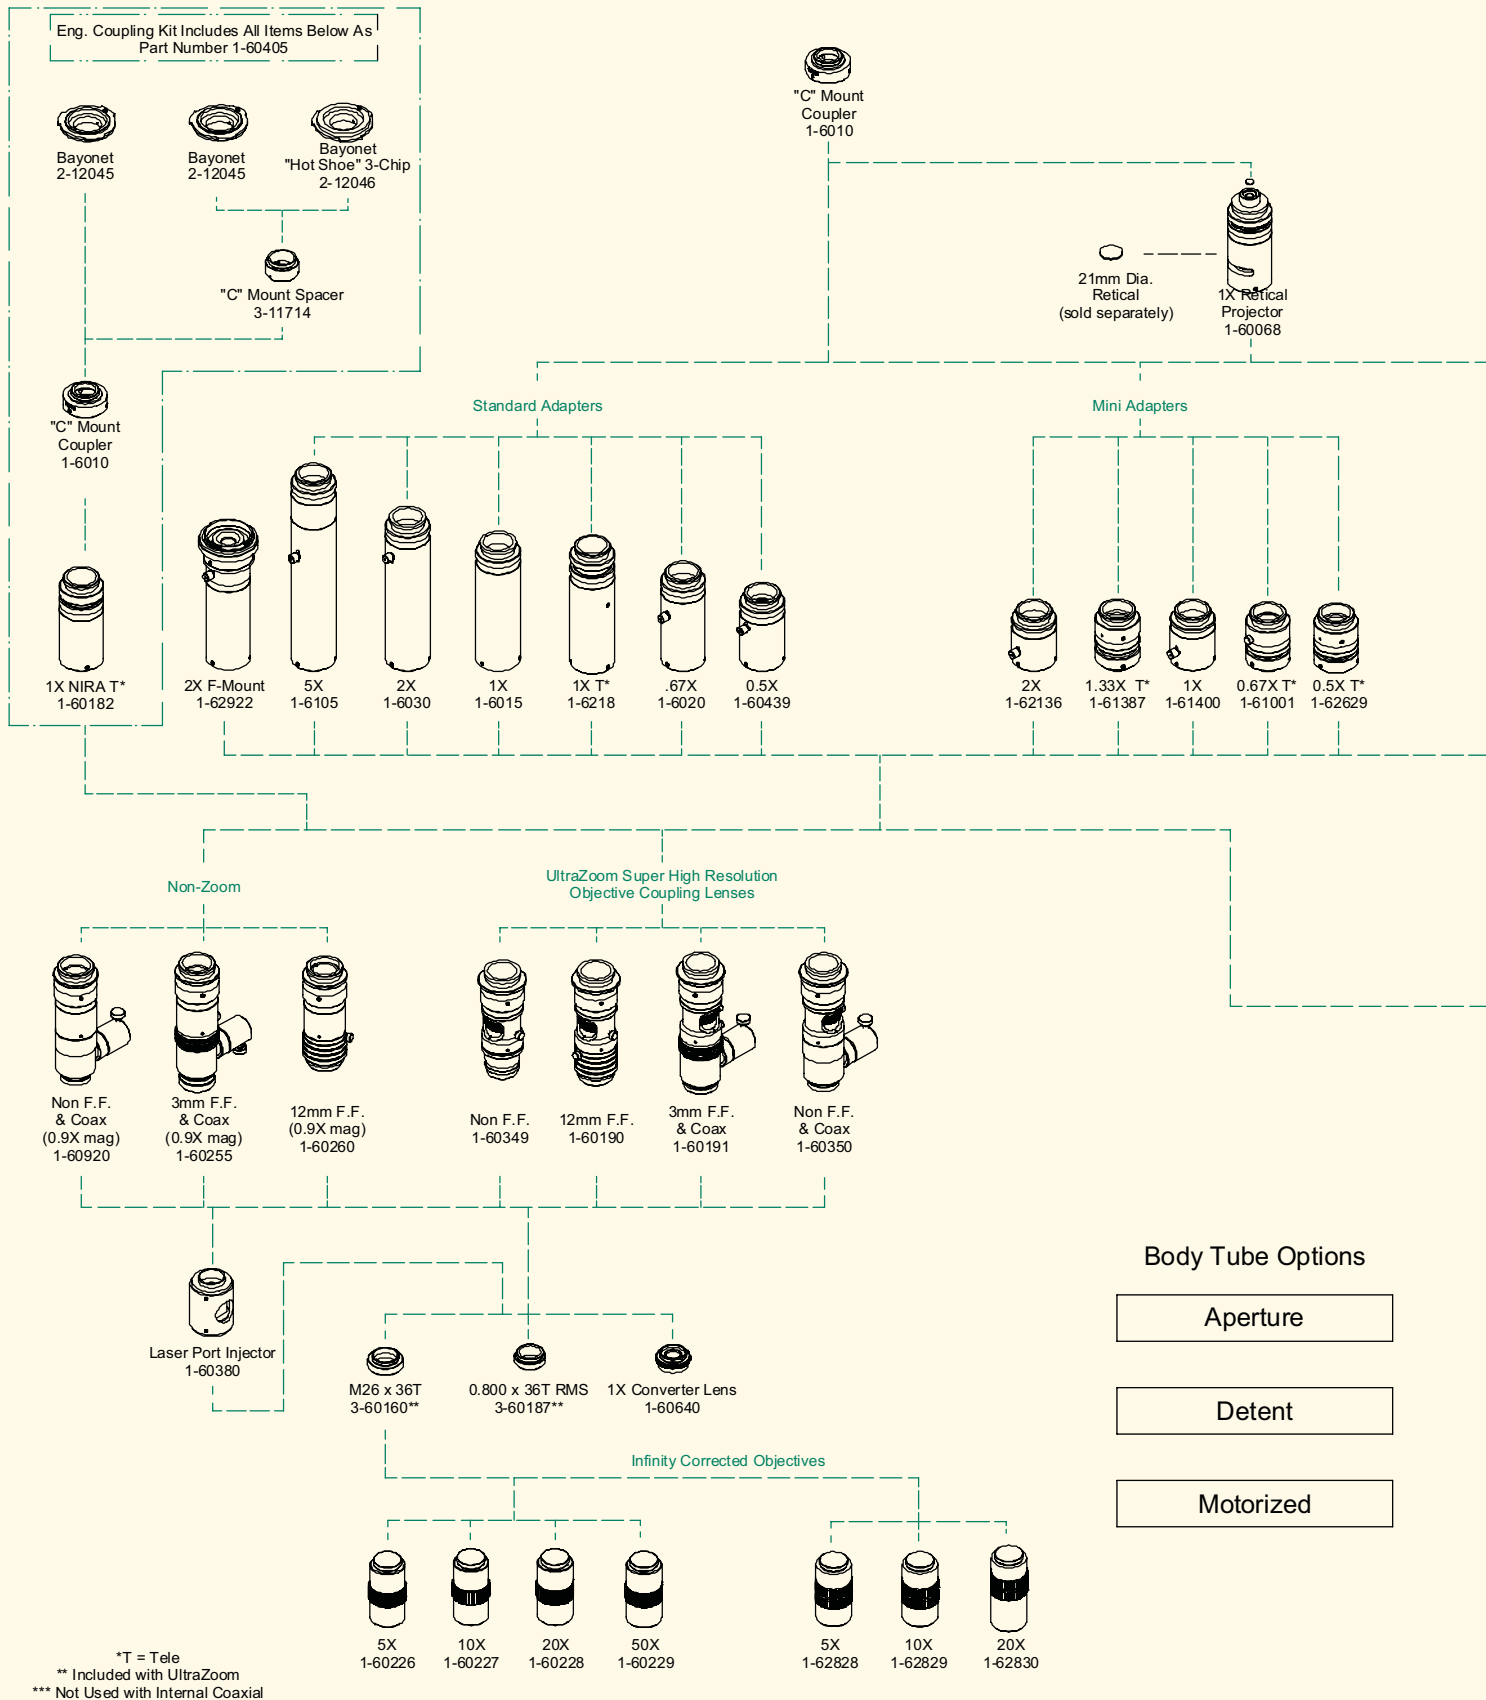 Eng. Coupling Kit Includes All Items Below As
Part Number 1-60405
Bayonet
2-12045
Bayonet
2-12045
Bayonet
"Hot Shoe" 3-Chip
2-12046
"C" Mount Spacer
3-11714
"C" Mount
Coupler
1-6010
1X NIRA T*
1-60182
"C" Mount
Coupler
1-6010
21mm Dia.
Retical
(sold separately)
1X Retical
Projector
1-60068
Standard Adapters
Mini Adapters
2X F-Mount
1-62922
5X
1-6105
2X
1-6030
1X
1-6015
1X T*
1-6218
.67X
1-6020
0.5X
1-60439
2X
1-62136
1.33X T*
1-61387
1X
1-61400
0.67X T*
1-61001
0.5X T*
1-62629
Non-Zoom
UltraZoom Super High Resolution
Objective Coupling Lenses
Non F.F.
& Coax
(0.9X mag)
1-60920
3mm F.F.
& Coax
(0.9X mag)
1-60255
12mm F.F.
(0.9X mag)
1-60260
Non F.F.
1-60349
12mm F.F.
1-60190
3mm F.F.
& Coax
1-60191
Non F.F.
& Coax
1-60350
Laser Port Injector
1-60380
M26 x 36T
3-60160**
0.800 x 36T RMS
3-60187**
1X Converter Lens
1-60640
Body Tube Options
Aperture
Detent
Motorized
Infinity Corrected Objectives
5X
1-60226
10X
1-60227
20X
1-60228
50X
1-60229
5X
1-62828
10X
1-62829
20X
1-62830
*T = Tele
** Included with UltraZoom
*** Not Used with Internal Coaxial